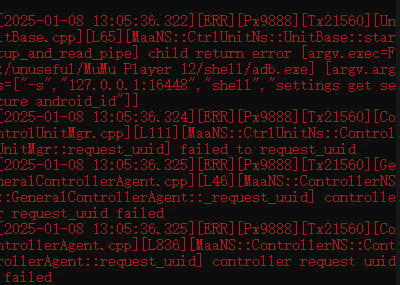 [2025-01-08 13:05:36.322][ERR][Px9888][Tx21560][Un
itBase.cpp][L65][MaaNS::CtrlUnitNs::UnitBase::star
tup_and_read_pipe] child return error [argv.exec=F
:/unuseful/MuMu Player 12/shell/adb.exe] [argv.arg
s=["-s","127.0.0.1:16448","shell","settings get se
cure android_id"]]
[2025-01-08 13:05:36.324][ERR][Px9888][Tx21560][Co
ntrolUnitMgr.cpp][L111][MaaNS::CtrlUnitNs::Control
UnitMgr::request_uuid] failed to request_uuid
[2025-01-08 13:05:36.325][ERR][Px9888][Tx21560][Ge
neralControllerAgent.cpp][L46][MaaNS::ControllerNS
::GeneralControllerAgent::_request_uuid] controlle
r request_uuid failed
[2025-01-08 13:05:36.325][ERR][Px9888][Tx21560][Co
ntrollerAgent.cpp][L836][MaaNS::ControllerNS::Cont
rollerAgent::request_uuid] controller request uuid
 failed